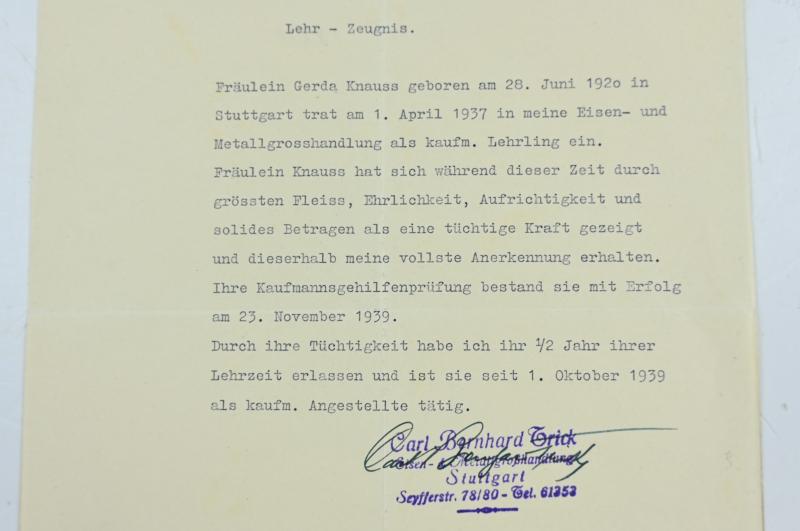 Lehr - Zeugnis.
Fräulein Gerda Knauss geboren am 28. Juni 192o in
Stuttgart trat am 1. April 1937 in meine Eisen- und
Metallgrosshandlung als kaufm. Lehrling ein.
Fräulein Knauss hat sich während dieser Zeit durch
grössten Fleiss, Ehrlichkeit, Aufrichtigkeit und
solides Betragen als eine tüchtige Kraft gezeigt
und dieserhalb meine vollste Anerkennung erhalten.
Ihre Kaufmannsgehilfenprüfung bestand sie mit Erfolg
am 23. November 1939.
Durch ihre Tüchtigkeit habe ich ihr ½ Jahr ihrer
Lehrzeit erlassen und ist sie seit 1. Oktober 1939
als kaufm. Angestellte tätig.
Carl Bernhard Trick
Eisen- & Metallgroßhandlung
Stuttgart
Seyfferstr. 78/80 - Tel. 61353